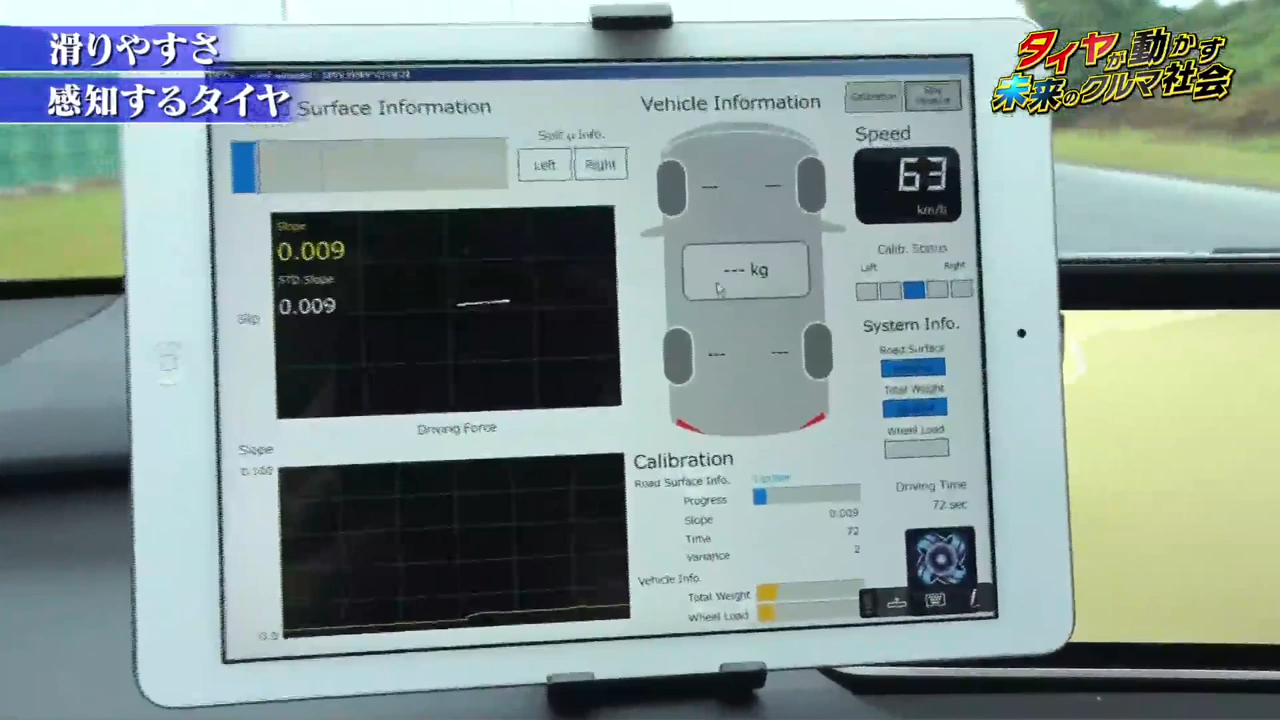 滑りやすさ
感知するタイヤ
タイヤが動かす
未来のクルマ社会
Surface Information
Split μ Info.
Left
Right
Slope
0.009
STD Slope
0.009
Slip
Driving Force
Slope
0.0
Vehicle Information
--- kg
Calibration
Speed
63
km/h
Calib. Status
Left
Right
System Info.
Road Surface
Total Weight
Wheel Load
Driving Time
72 sec
Calibration
Road Surface Info.
Progress
Slope
0.009
Time
72
Variance
2
Vehicle Info.
Total Weight
Wheel Load